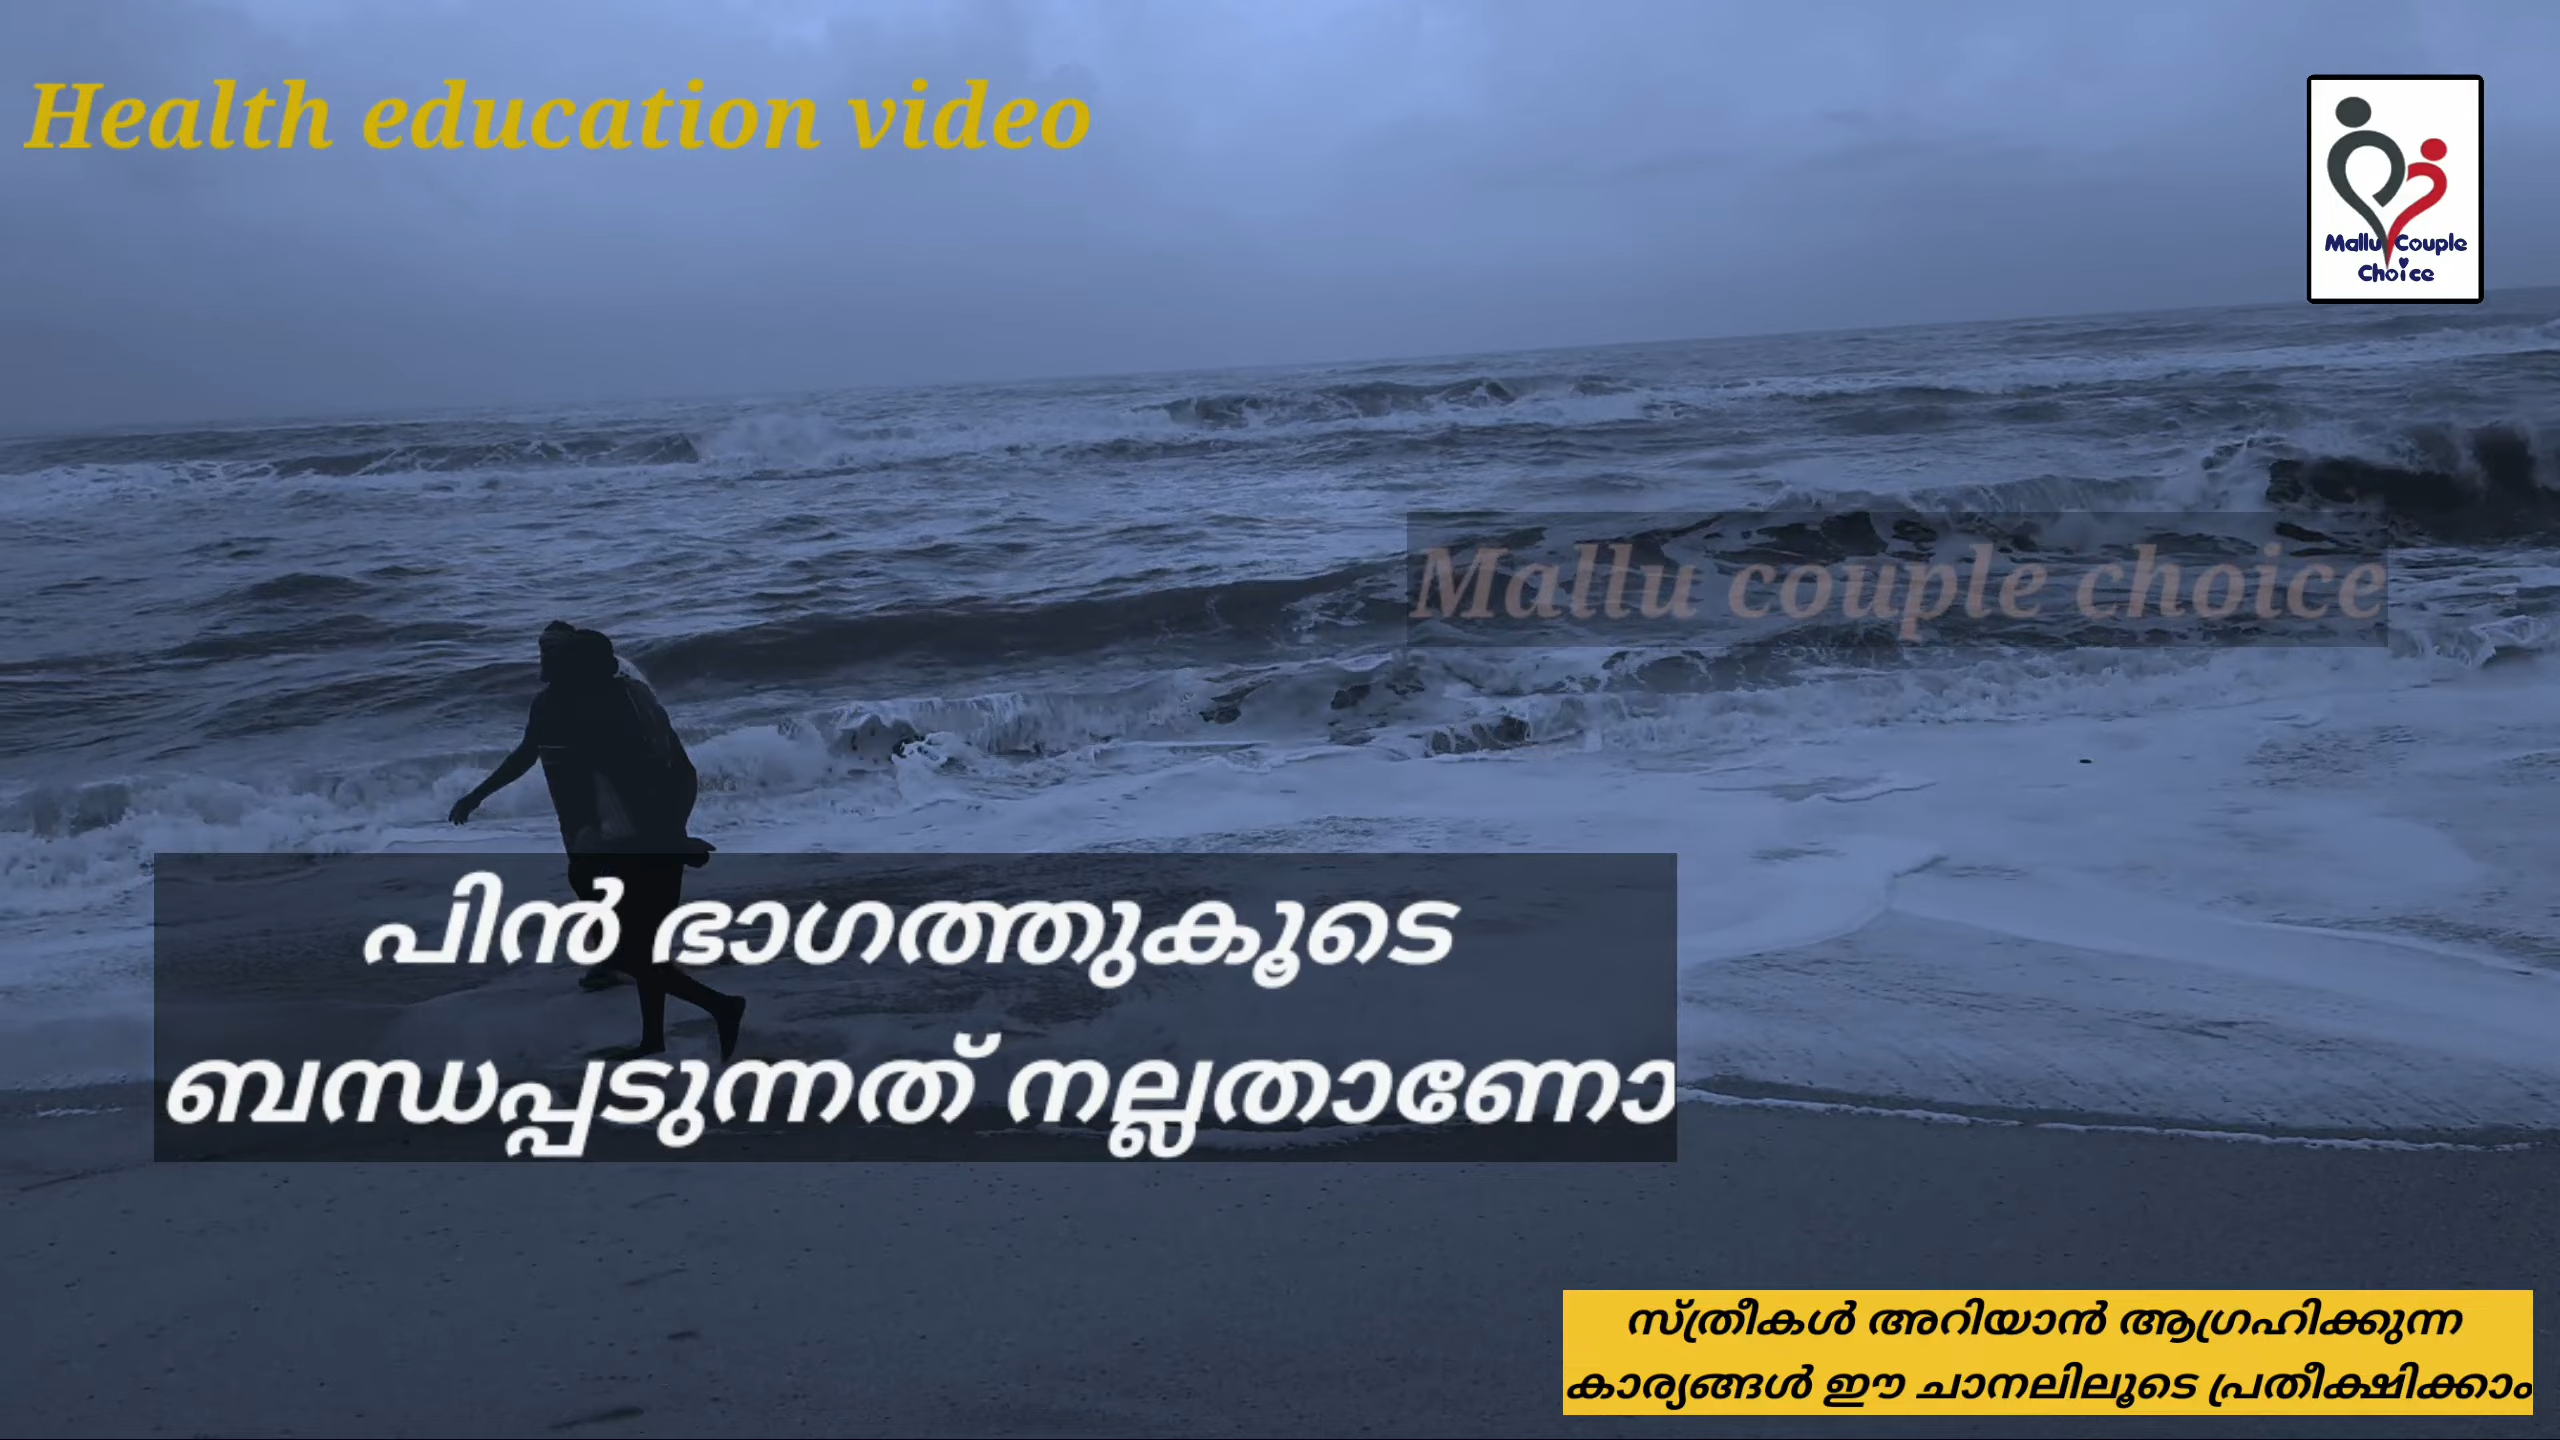 Health education video
Mallu Couple
Choice
Mallu couple choice
പിൻ ഭാഗത്തുകൂടെ
ബന്ധപ്പടുന്നത് നല്ലതാണോ
സ്ത്രീകൾ അറിയാൻ ആഗ്രഹിക്കുന്ന
കാര്യങ്ങൾ ഈ ചാനലിലൂടെ പ്രതീക്ഷിക്കാം